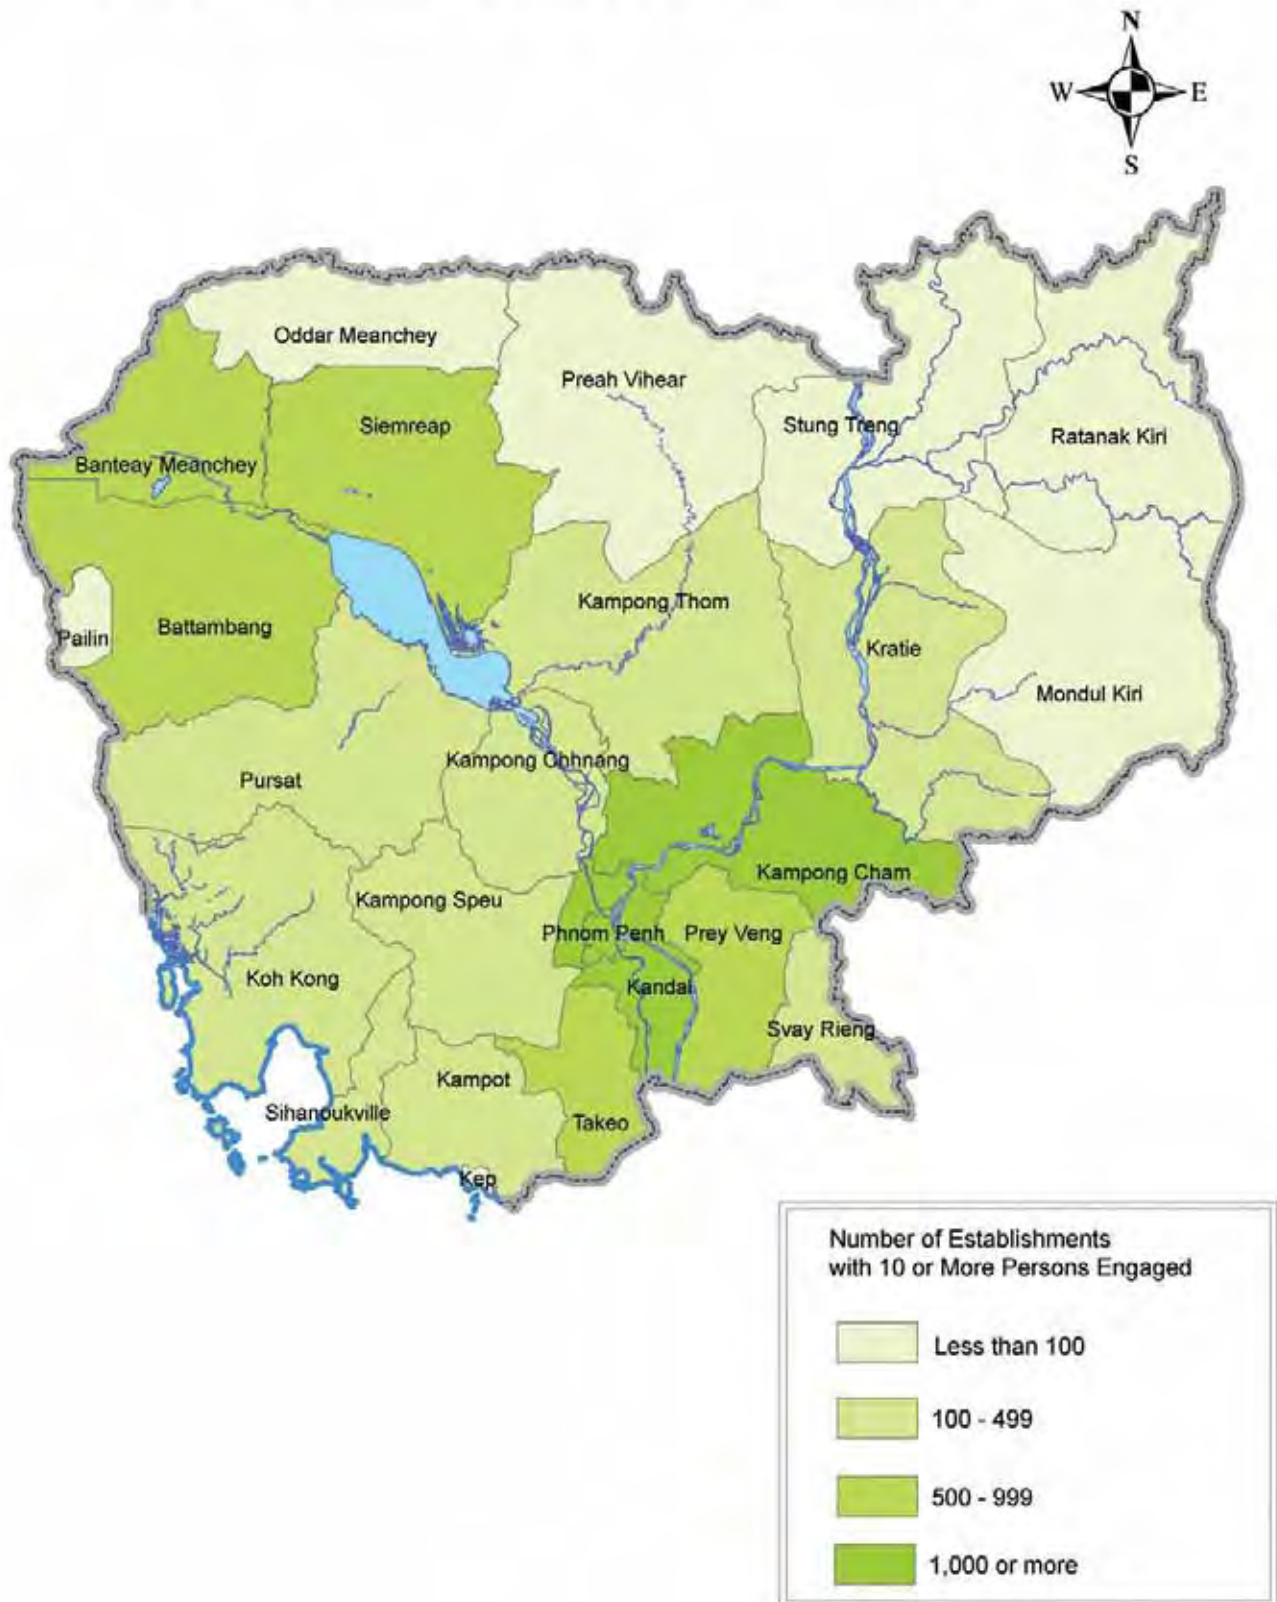 N
W E
S
Oddar Meanchey
Preah Vihear
Stung Treng
Siemreap
Ratanak Kiri
Banteay Meanchey
Kampong Thom
Battambang
Pailin
Kratie
Mondul Kiri
Kampong Chhnang
Pursat
Kampong Cham
Kampong Speu
Phnom Penh
Prey Veng
Koh Kong
Kandal
Svay Rieng
Kampot
Sihanoukville
Takeo
Kep
Number of Establishments
with 10 or More Persons Engaged
Less than 100
100 - 499
500 - 999
1,000 or more